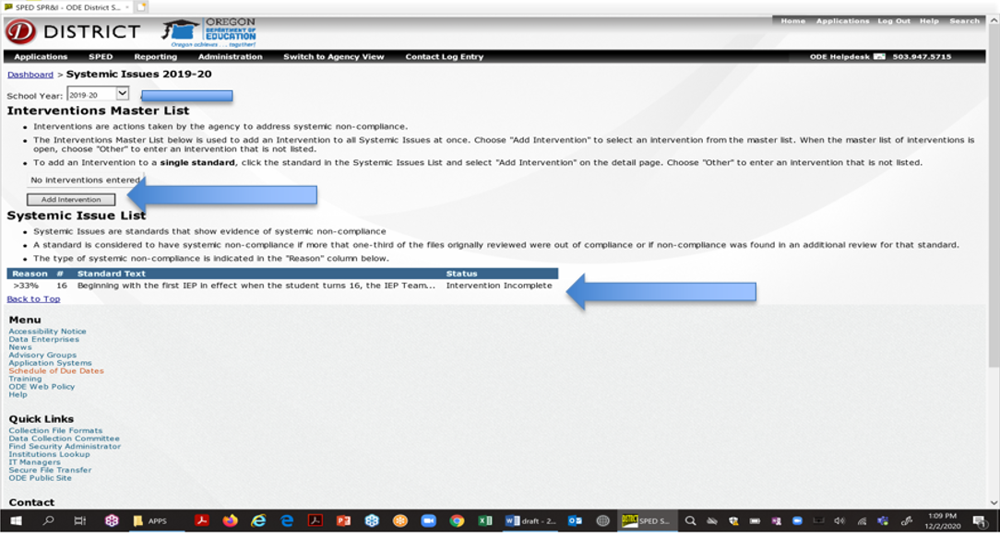 SPED SPR&I - ODE District S...
Home Applications Log Out Help Search
DISTRICT
OREGON
DEPARTMENT OF
EDUCATION
Oregon achieves . . . together!
Applications SPED Reporting Administration Switch to Agency View Contact Log Entry ODE Helpdesk 503.947.5715
Dashboard > Systemic Issues 2019-20
School Year: 2019-20
Interventions Master List
• Interventions are actions taken by the agency to address systemic non-compliance.
• The Interventions Master List below is used to add an Intervention to all Systemic Issues at once. Choose "Add Intervention" to select an intervention from the master list. When the master list of interventions is
open, choose "Other" to enter an intervention that is not listed.
• To add an Intervention to a single standard, click the standard in the Systemic Issues List and select "Add Intervention" on the detail page. Choose "Other" to enter an intervention that is not listed.
No interventions entered
Add Intervention
Systemic Issue List
• Systemic Issues are standards that show evidence of systemic non-compliance
• A standard is considered to have systemic non-compliance if more that one-third of the files orignally reviewed were out of compliance or if non-compliance was found in an additional review for that standard.
• The type of systemic non-compliance is indicated in the "Reason" column below.
Reason # Standard Text Status
>33% 16 Beginning with the first IEP in effect when the student turns 16, the IEP Team... Intervention Incomplete
Back to Top
Menu
Accessibility Notice
Data Enterprises
News
Advisory Groups
Application Systems
Schedule of Due Dates
Training
ODE Web Policy
Help
Quick Links
Collection File Formats
Data Collection Committee
Find Security Administrator
Institutions Lookup
IT Managers
Secure File Transfer
ODE Public Site
Contact
APPS
draft - 2...
DISTRICT
SPED S...
1:09 PM
12/2/2020